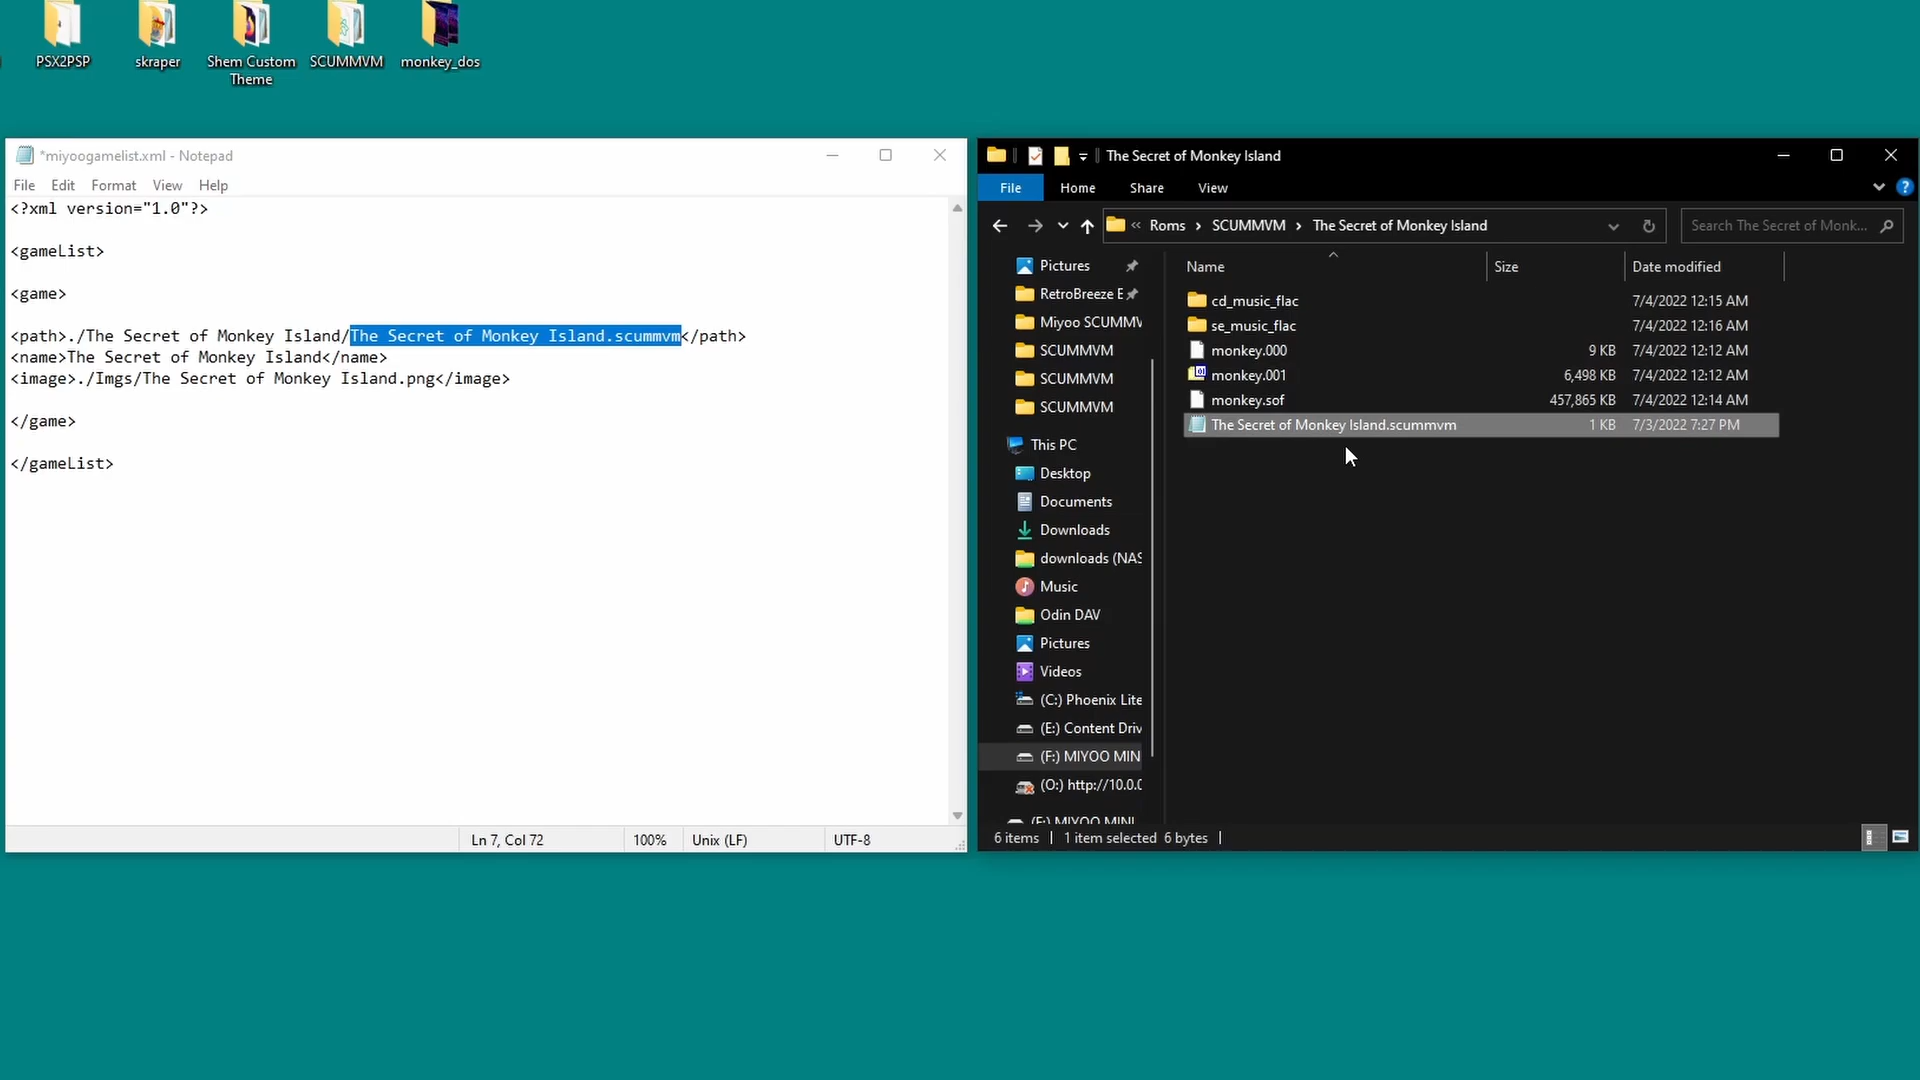 PSX2PSP
skraper
Shem Custom
Theme
SCUMMVM
monkey_dos
*miyoogamelist.xml - Notepad
File Edit Format View Help
<?xml version="1.0"?>
<gameList>
<game>
<path>./The Secret of Monkey Island/The Secret of Monkey Island.scummvm</path>
<name>The Secret of Monkey Island</name>
<image>./Imgs/The Secret of Monkey Island.png</image>
</game>
</gameList>
Ln 7, Col 72 100% Unix (LF) UTF-8
The Secret of Monkey Island
File Home Share View
« Roms > SCUMMVM > The Secret of Monkey Island
Search The Secret of Monk...
Pictures
RetroBreeze E
Miyoo SCUMMV
SCUMMVM
SCUMMVM
SCUMMVM
This PC
Desktop
Documents
Downloads
downloads (NAS
Music
Odin DAV
Pictures
Videos
(C:) Phoenix Lite
(E:) Content Driv
(F:) MIYOO MIN
(O:) http://10.0.0
(F:) MIYOO MINI
Name Size Date modified
cd_music_flac 7/4/2022 12:15 AM
se_music_flac 7/4/2022 12:16 AM
monkey.000 9 KB 7/4/2022 12:12 AM
monkey.001 6,498 KB 7/4/2022 12:12 AM
monkey.sof 457,865 KB 7/4/2022 12:14 AM
The Secret of Monkey Island.scummvm 1 KB 7/3/2022 7:27 PM
6 items 1 item selected 6 bytes